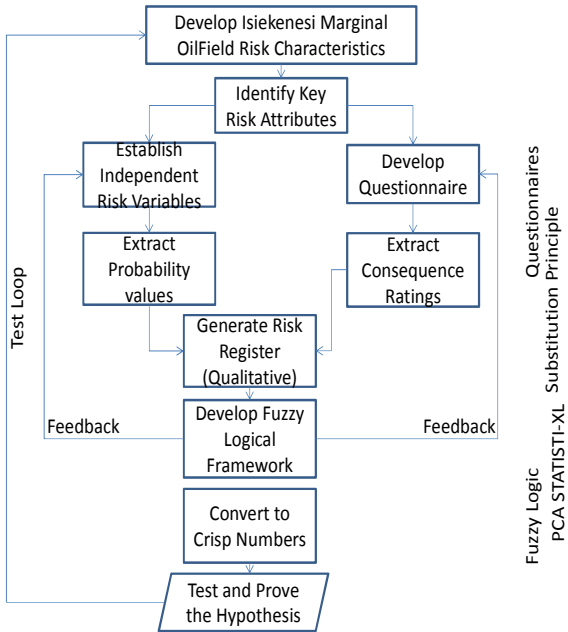 Develop Isiekenesi Marginal
OilField Risk Characteristics
Identify Key
Risk Attributes
Establish
Independent
Risk Variables
Develop
Questionnaire
Extract
Probability
values
Extract
Consequence
Ratings
Generate Risk
Register
(Qualitative)
Develop Fuzzy
Logical
Framework
Feedback
Feedback
Convert to
Crisp Numbers
Test and Prove
the Hypothesis
Test Loop
Questionnaires
Substitution Principle
Fuzzy Logic
PCA STATISTI-XL